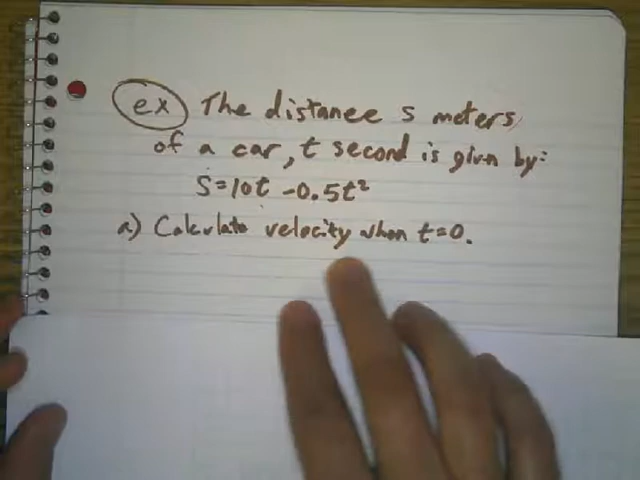 ex The distance s meters,
of a car, t second is given by:
S=10t -0.5t²
a) Calculate velocity when t=0.